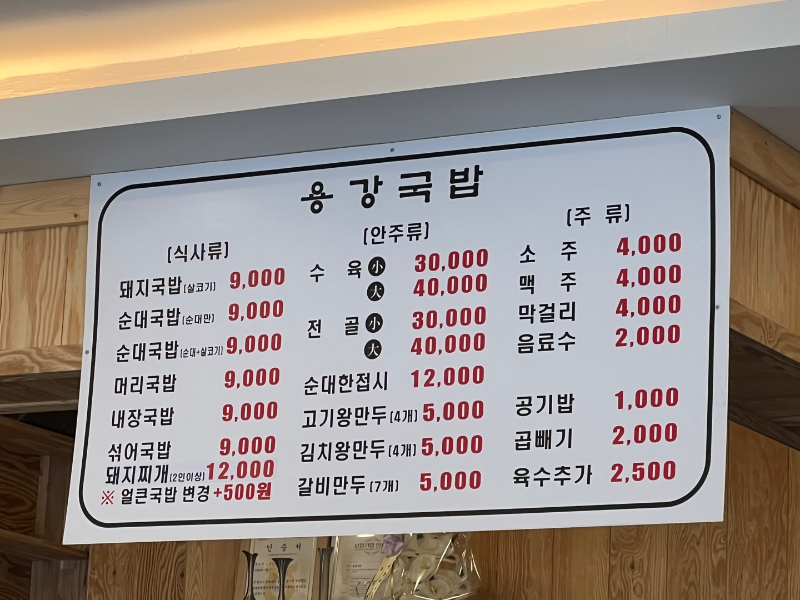 용강국밥
(식사류)
돼지국밥(살코기) 9,000
순대국밥(순대만) 9,000
순대국밥(순대+살코기) 9,000
머리국밥 9,000
내장국밥 9,000
섞어국밥 9,000
돼지찌개(2인이상) 12,000
※ 얼큰국밥 변경 +500원
(안주류)
수 육 小 30,000
大 40,000
전 골 小 30,000
大 40,000
순대한접시 12,000
고기왕만두(4개) 5,000
김치왕만두(4개) 5,000
갈비만두(7개) 5,000
(주 류)
소 주 4,000
맥 주 4,000
막걸리 4,000
음료수 2,000
공기밥 1,000
곱빼기 2,000
육수추가 2,500
인 증 서